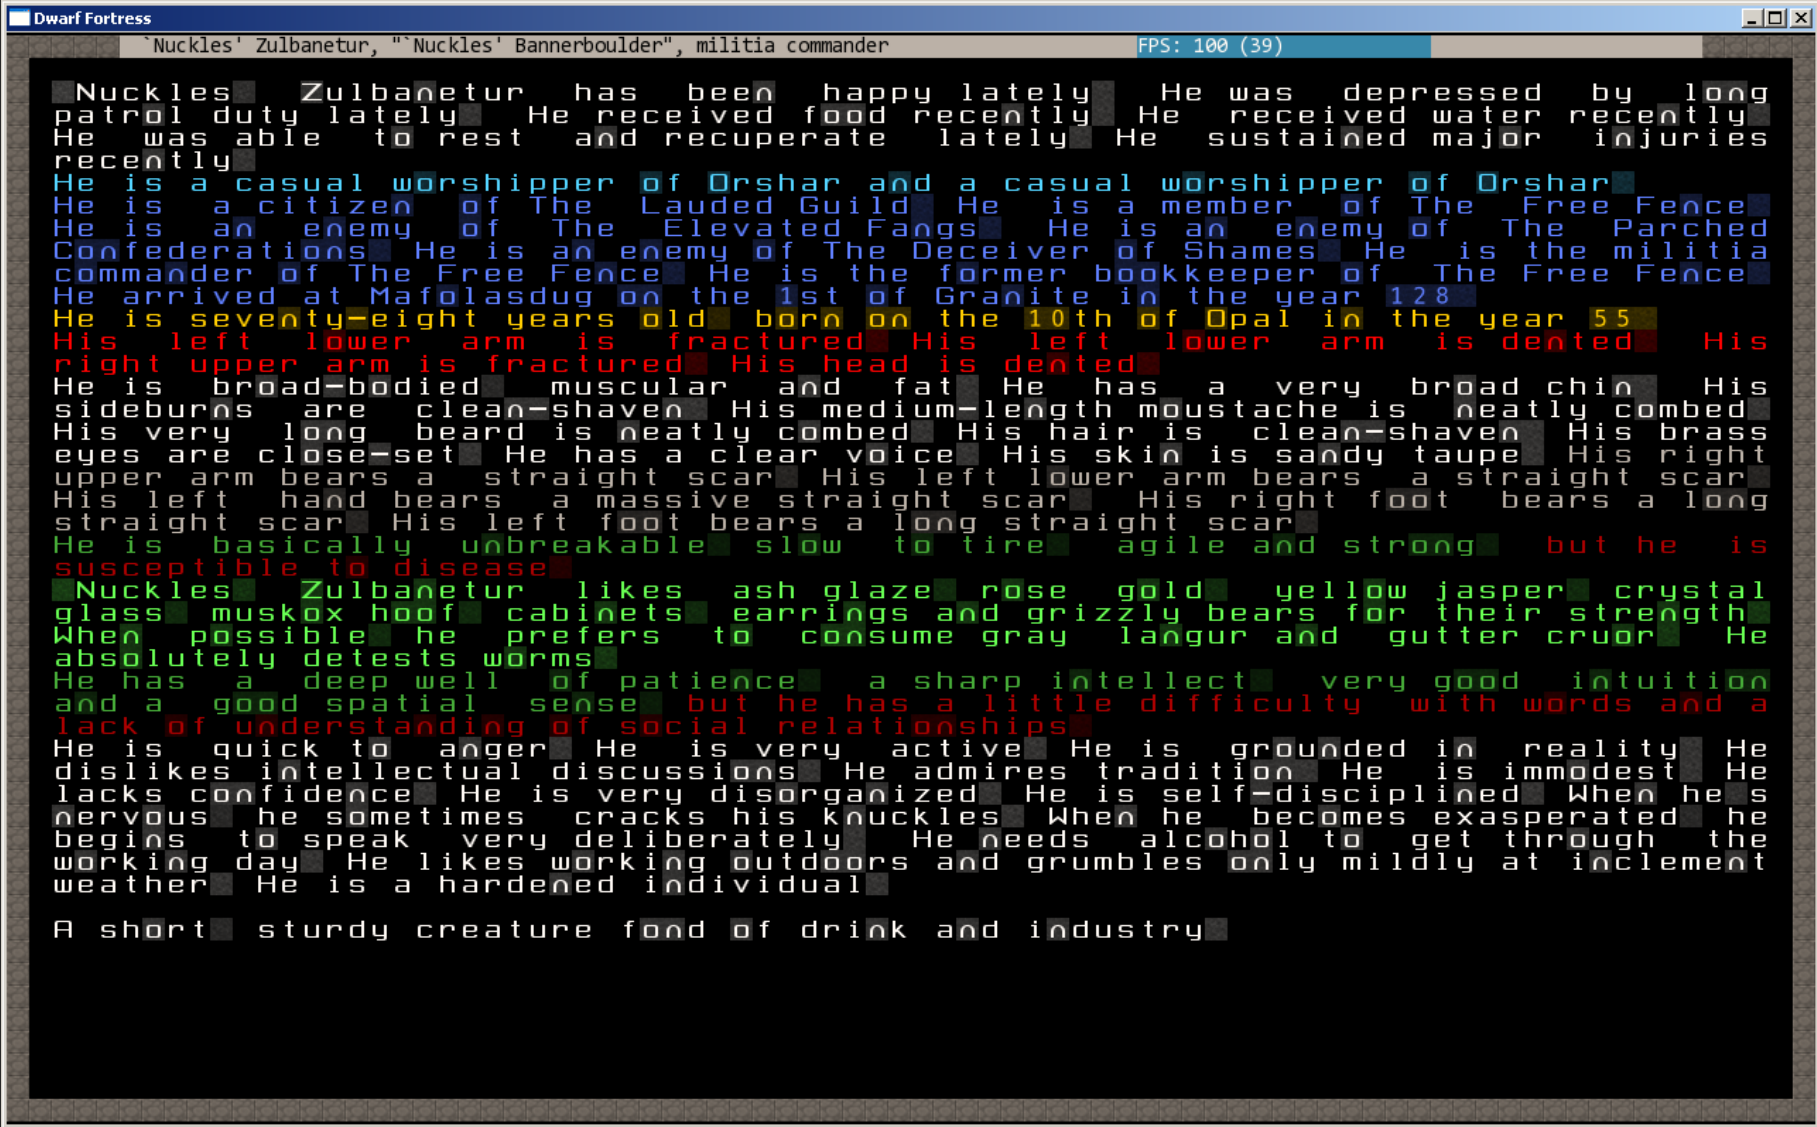 Dwarf Fortress
`Nuckles' Zulbanetur, "`Nuckles' Bannerboulder", militia commander FPS: 100 (39)
Nuckles Zulbanetur has been happy lately He was depressed by long
patrol duty lately He received food recently He received water recently
He was able to rest and recuperate lately He sustained major injuries
recently
He is a casual worshipper of Orshar and a casual worshipper of Orshar
He is a citizen of The Lauded Guild He is a member of The Free Fence
He is an enemy of The Elevated Fangs He is an enemy of The Parched
Confederations He is an enemy of The Deceiver of Shames He is the militia
commander of The Free Fence He is the former bookkeeper of The Free Fence
He arrived at Mafolasdug on the 1st of Granite in the year 128
He is seventy-eight years old born on the 10th of Opal in the year 55
His left lower arm is fractured His left lower arm is dented His
right upper arm is fractured His head is dented
He is broad-bodied muscular and fat He has a very broad chin His
sideburns are clean-shaven His medium-length moustache is neatly combed
His very long beard is neatly combed His hair is clean-shaven His brass
eyes are close-set He has a clear voice His skin is sandy taupe His right
upper arm bears a straight scar His left lower arm bears a straight scar
His left hand bears a massive straight scar His right foot bears a long
straight scar His left foot bears a long straight scar
He is basically unbreakable slow to tire agile and strong but he is
susceptible to disease
Nuckles Zulbanetur likes ash glaze rose gold yellow jasper crystal
glass muskox hoof cabinets earrings and grizzly bears for their strength
When possible he prefers to consume gray langur and gutter cruor He
absolutely detests worms
He has a deep well of patience a sharp intellect very good intuition
and a good spatial sense but he has a little difficulty with words and a
lack of understanding of social relationships
He is quick to anger He is very active He is grounded in reality He
dislikes intellectual discussions He admires tradition He is immodest He
lacks confidence He is very disorganized He is self-disciplined When he s
nervous he sometimes cracks his knuckles When he becomes exasperated he
begins to speak very deliberately He needs alcohol to get through the
working day He likes working outdoors and grumbles only mildly at inclement
weather He is a hardened individual
A short sturdy creature fond of drink and industry